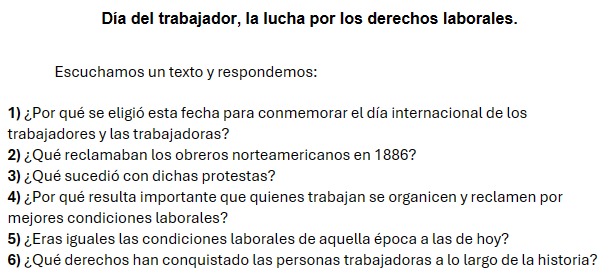 Día del trabajador, la lucha por los derechos laborales.
Escuchamos un texto y respondemos:
1) ¿Por qué se eligió esta fecha para conmemorar el día internacional de los
trabajadores y las trabajadoras?
2) ¿Qué reclamaban los obreros norteamericanos en 1886?
3) ¿Qué sucedió con dichas protestas?
4) ¿Por qué resulta importante que quienes trabajan se organicen y reclamen por
mejores condiciones laborales?
5) ¿Eras iguales las condiciones laborales de aquella época a las de hoy?
6) ¿Qué derechos han conquistado las personas trabajadoras a lo largo de la historia?